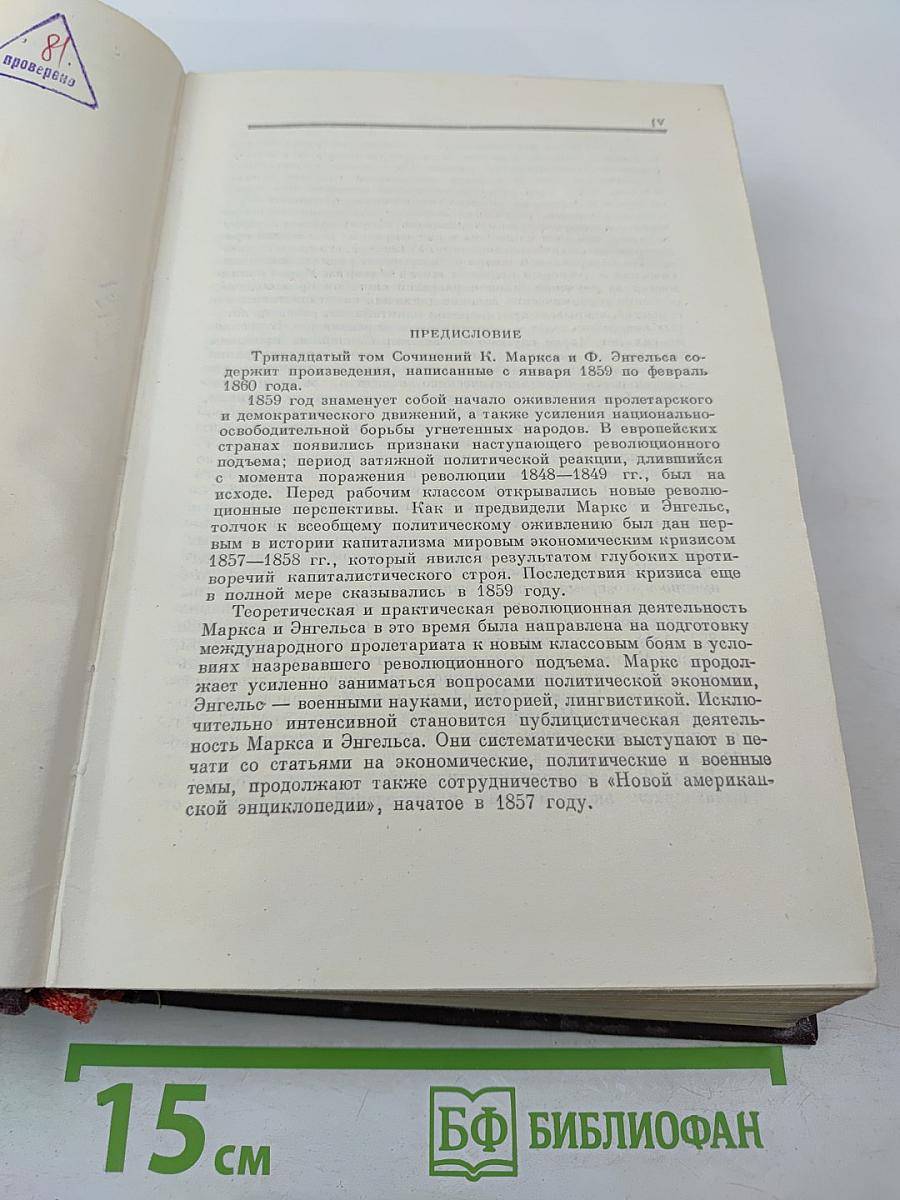 81.
проверено
ПРЕДИСЛОВИЕ
Тринадцатый том Сочинений К. Маркса и Ф. Энгельса со-
держит произведения, написанные с января 1859 по февраль
1860 года.
1859 год знаменует собой начало оживления пролетарского
и демократического движений, а также усиления национально-
освободительной борьбы угнетенных народов. В европейских
странах появились признаки наступающего революционного
подъема; период затяжной политической реакции, длившийся
с момента поражения революции 1848—1849 гг., был на
исходе. Перед рабочим классом открывались новые револю-
ционные перспективы. Как и предвидели Маркс и Энгельс,
толчок к всеобщему политическому оживлению был дан пер-
вым в истории капитализма мировым экономическим кризисом
1857—1858 гг., который явился результатом глубоких проти-
воречий капиталистического строя. Последствия кризиса еще
в полной мере сказывались в 1859 году.
Теоретическая и практическая революционная деятельность
Маркса и Энгельса в это время была направлена на подготовку
международного пролетариата к новым классовым боям в усло-
виях назревавшего революционного подъема. Маркс продол-
жает усиленно заниматься вопросами политической экономии,
Энгельс — военными науками, историей, лингвистикой. Исклю-
чительно интенсивной становится публицистическая деятель-
ность Маркса и Энгельса. Они систематически выступают в пе-
чати со статьями на экономические, политические и военные
темы, продолжают также сотрудничество в «Новой американ-
ской энциклопедии», начатое в 1857 году.
15 см
БФ БИБЛИОФАН